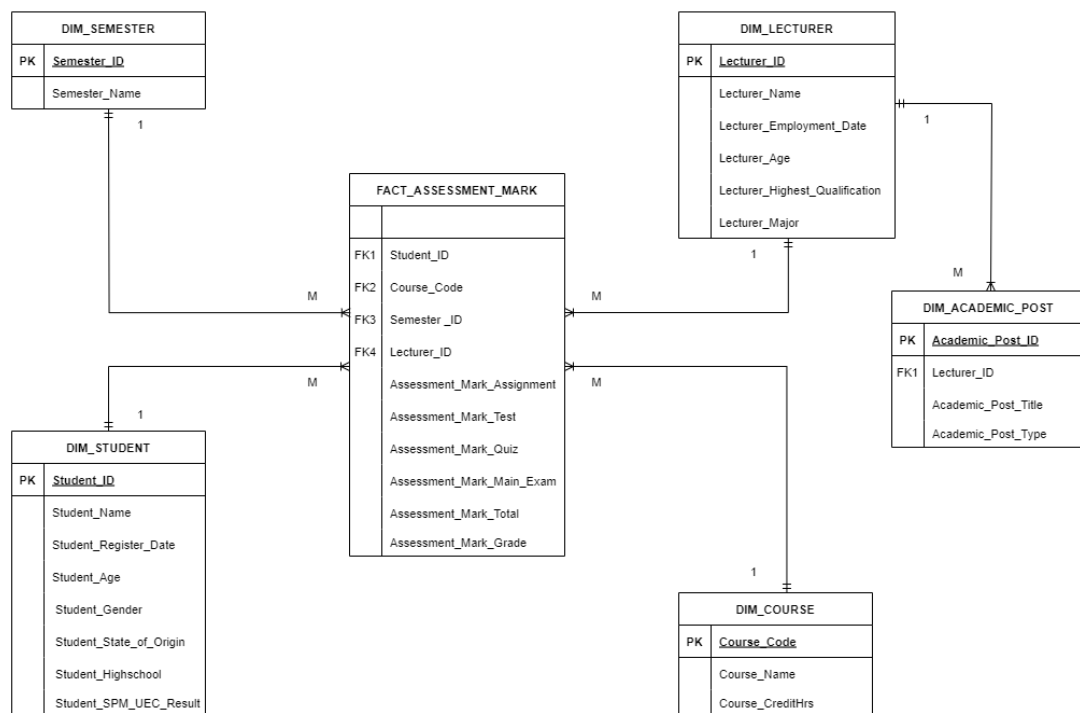 DIM_SEMESTER
PK Semester_ID
Semester_Name
1
DIM_LECTURER
PK Lecturer_ID
Lecturer_Name
Lecturer_Employment_Date
Lecturer_Age
Lecturer_Highest_Qualification
Lecturer_Major
1
1
M
DIM_ACADEMIC_POST
PK Academic_Post_ID
FK1 Lecturer_ID
Academic_Post_Title
Academic_Post_Type
FACT_ASSESSMENT_MARK
FK1 Student_ID
FK2 Course_Code
FK3 Semester _ID
FK4 Lecturer_ID
Assessment_Mark_Assignment
Assessment_Mark_Test
Assessment_Mark_Quiz
Assessment_Mark_Main_Exam
Assessment_Mark_Total
Assessment_Mark_Grade
M
M
M
M
1
DIM_STUDENT
PK Student_ID
Student_Name
Student_Register_Date
Student_Age
Student_Gender
Student_State_of_Origin
Student_Highschool
Student_SPM_UEC_Result
1
DIM_COURSE
PK Course_Code
Course_Name
Course_CreditHrs